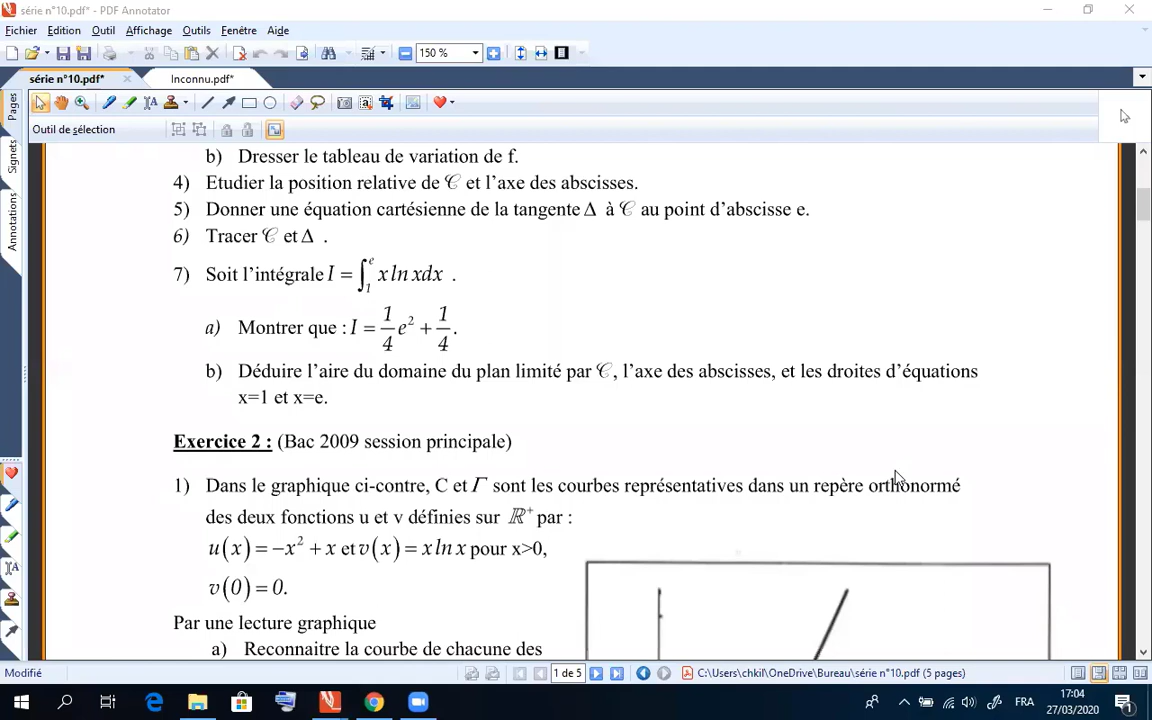 série n°10.pdf* - PDF Annotator
Fichier Edition Outil Affichage Outils Fenêtre Aide
150 %
série n°10.pdf* Inconnu.pdf*
Outil de sélection
Pages
Signets
Annotations
b) Dresser le tableau de variation de f.
4) Etudier la position relative de 𝒞 et l'axe des abscisses.
5) Donner une équation cartésienne de la tangente Δ à 𝒞 au point d'abscisse e.
6) Tracer 𝒞 et Δ .
7) Soit l'intégrale I = ∫₁ᵉ x ln xdx .
a) Montrer que : I = 1/4 e² + 1/4.
b) Déduire l'aire du domaine du plan limité par 𝒞, l'axe des abscisses, et les droites d'équations
x=1 et x=e.
Exercice 2 : (Bac 2009 session principale)
1) Dans le graphique ci-contre, C et Γ sont les courbes représentatives dans un repère orthonormé
des deux fonctions u et v définies sur ℝ⁺ par :
u(x) = −x² + x et v(x) = x ln x pour x>0,
v(0) = 0.
Par une lecture graphique
a) Reconnaitre la courbe de chacune des
Modifié 1 de 5 C:\Users\chkil\OneDrive\Bureau\série n°10.pdf (5 pages)
FRA 17:04
27/03/2020
1